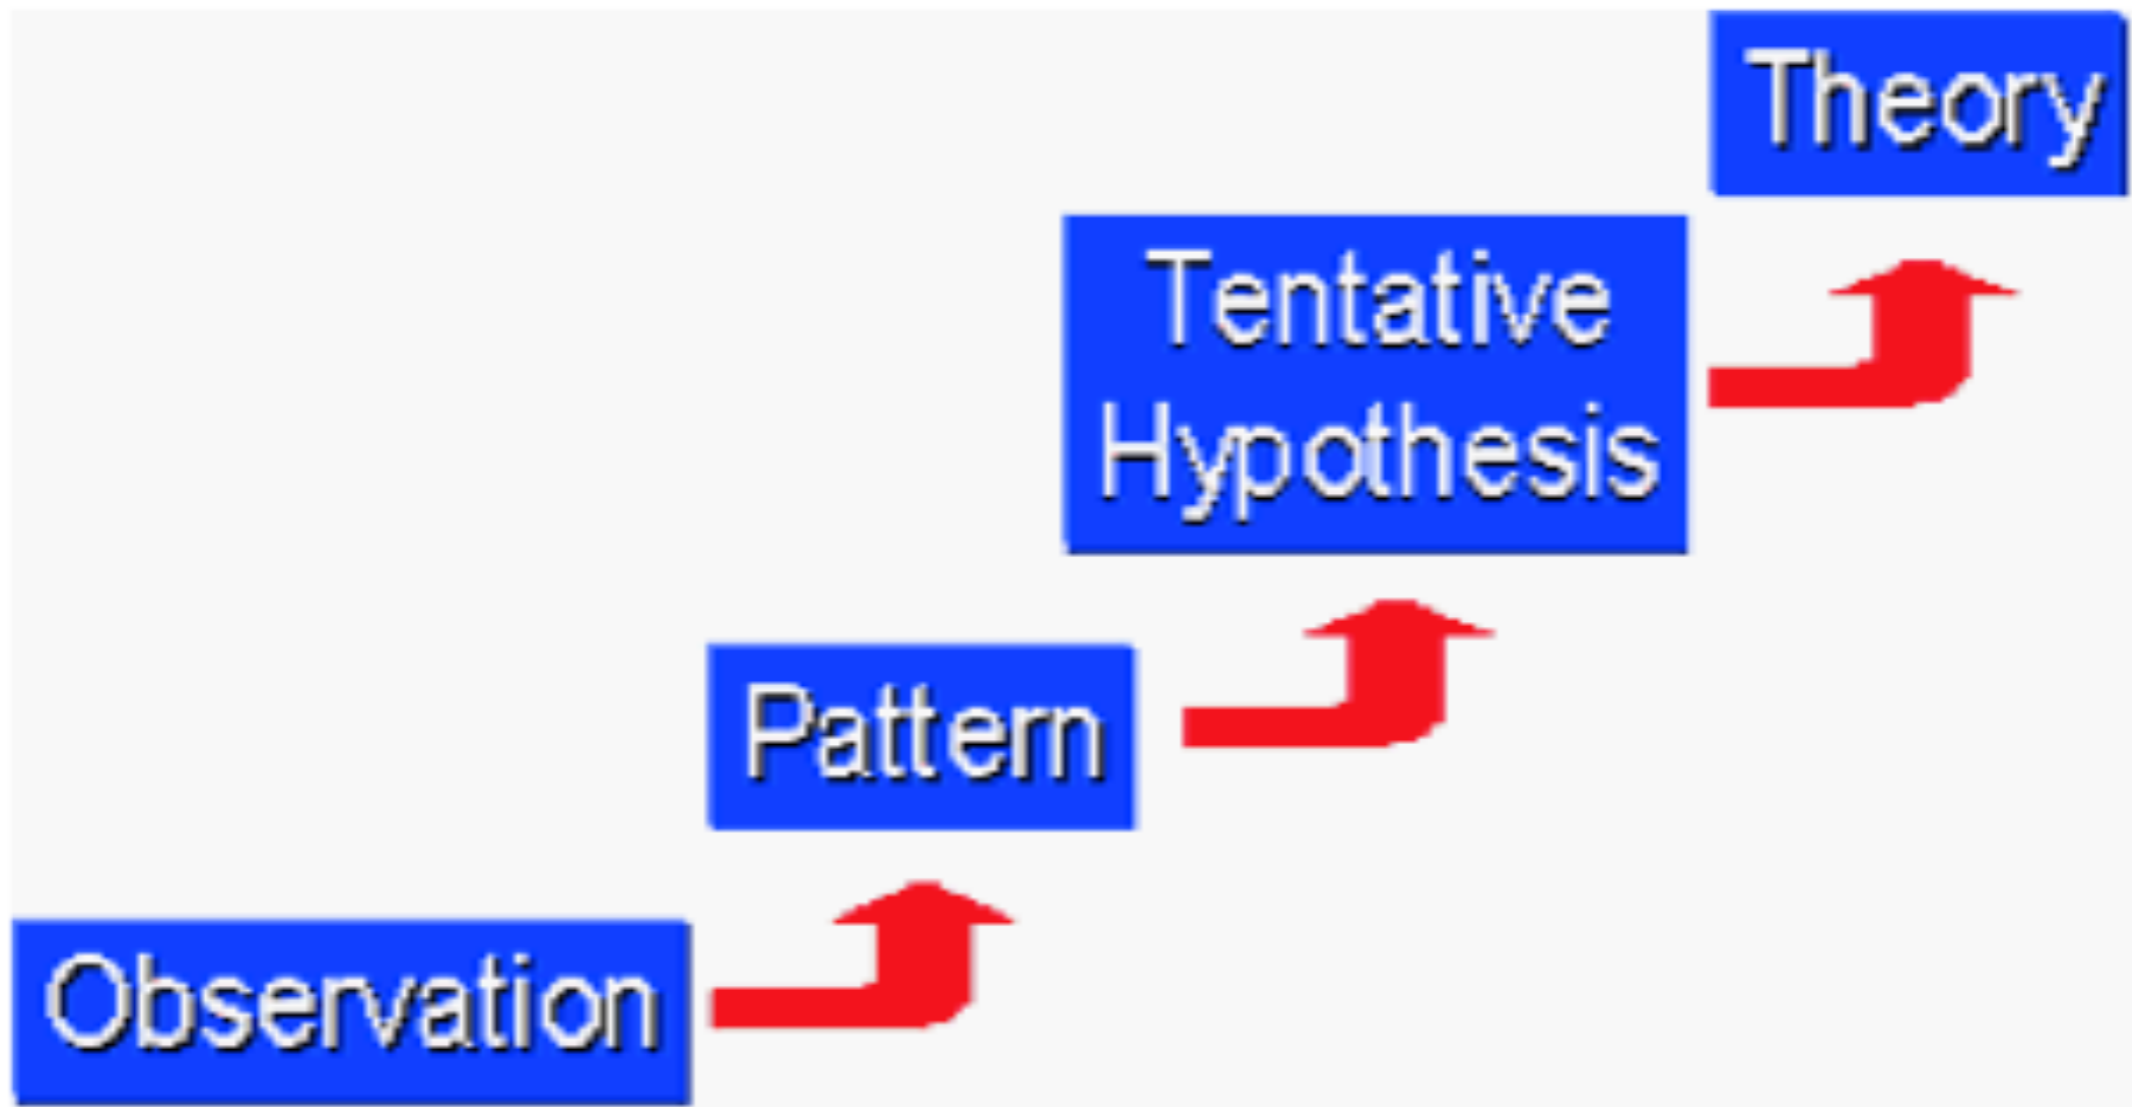 Theory
Tentative
Hypothesis
Pattern
Observation